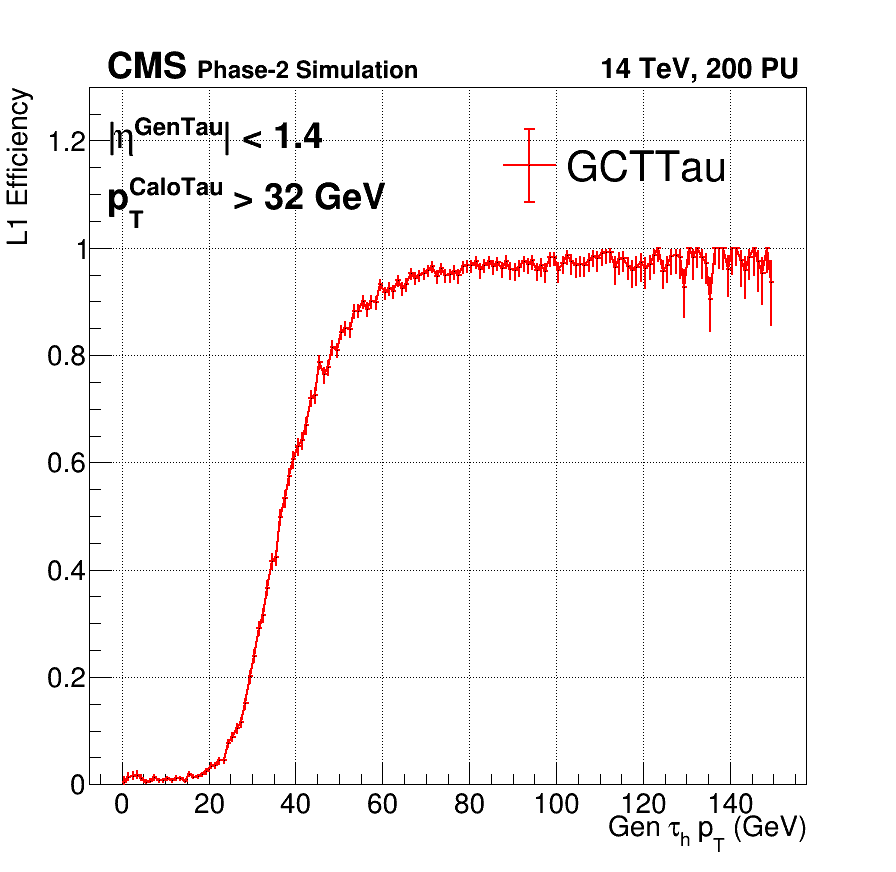 CMS Phase-2 Simulation 14 TeV, 200 PU
L1 Efficiency
|η^GenTau| < 1.4
p_T^CaloTau > 32 GeV
GCTTau
1.2
1
0.8
0.6
0.4
0.2
0
0 20 40 60 80 100 120 140
Gen τ_h p_T (GeV)